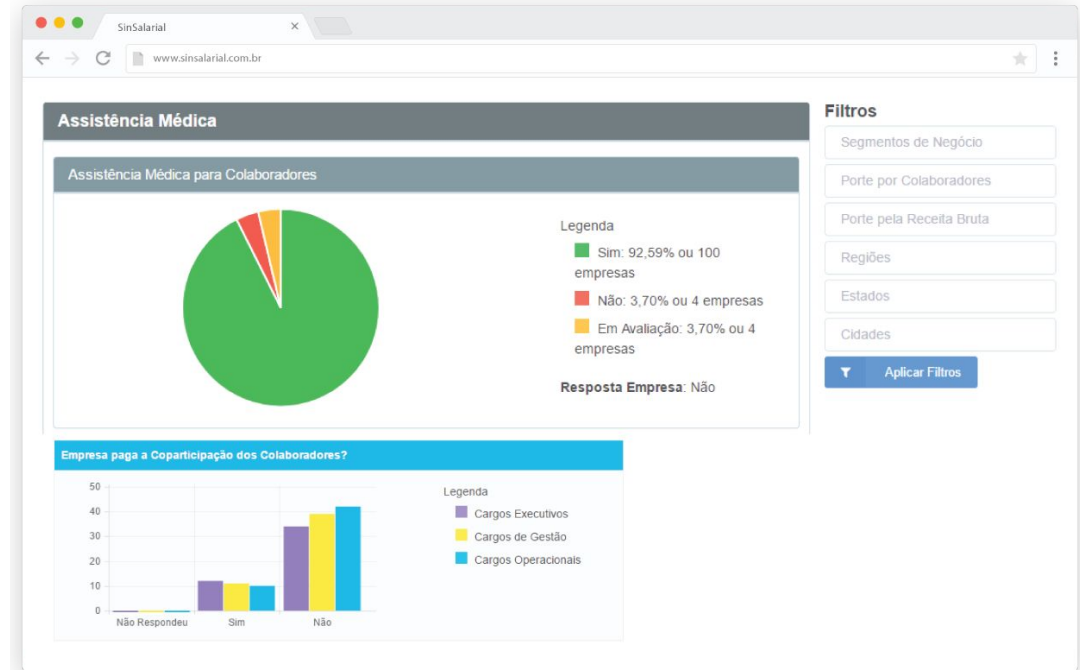 SinSalarial
www.sinsalarial.com.br
Assistência Médica
Assistência Médica para Colaboradores
Legenda
Sim: 92,59% ou 100
empresas
Não: 3,70% ou 4 empresas
Em Avaliação: 3,70% ou 4
empresas
Resposta Empresa: Não
Filtros
Segmentos de Negócio
Porte por Colaboradores
Porte pela Receita Bruta
Regiões
Estados
Cidades
Aplicar Filtros
Empresa paga a Coparticipação dos Colaboradores?
50
40
30
20
10
0
Não Respondeu Sim Não
Legenda
Cargos Executivos
Cargos de Gestão
Cargos Operacionais